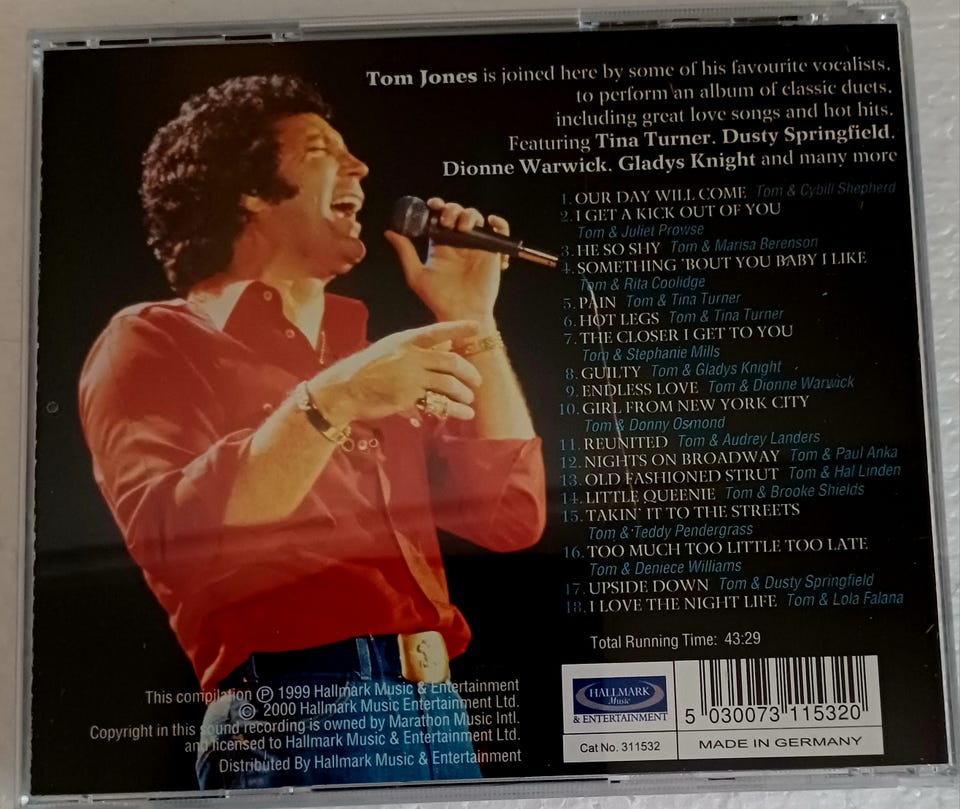 Tom Jones is joined here by some of his favourite vocalists.
to perform an album of classic duets.
including great love songs and hot hits.
Featuring Tina Turner. Dusty Springfield.
Dionne Warwick. Gladys Knight and many more
1. OUR DAY WILL COME Tom & Cybill Shepherd
2. I GET A KICK OUT OF YOU
Tom & Juliet Prowse
3. HE SO SHY Tom & Marisa Berenson
4. SOMETHING 'BOUT YOU BABY I LIKE
Tom & Rita Coolidge
5. PAIN Tom & Tina Turner
6. HOT LEGS Tom & Tina Turner
7. THE CLOSER I GET TO YOU
Tom & Stephanie Mills
8. GUILTY Tom & Gladys Knight
9. ENDLESS LOVE Tom & Dionne Warwick
10. GIRL FROM NEW YORK CITY
Tom & Donny Osmond
11. REUNITED Tom & Audrey Landers
12. NIGHTS ON BROADWAY Tom & Paul Anka
13. OLD FASHIONED STRUT Tom & Hal Linden
14. LITTLE QUEENIE Tom & Brooke Shields
15. TAKIN' IT TO THE STREETS
Tom & Teddy Pendergrass
16. TOO MUCH TOO LITTLE TOO LATE
Tom & Deniece Williams
17. UPSIDE DOWN Tom & Dusty Springfield
18. I LOVE THE NIGHT LIFE Tom & Lola Falana
Total Running Time: 43:29
This compilation ℗ 1999 Hallmark Music & Entertainment
© 2000 Hallmark Music Entertainment Ltd.
Copyright in this sound recording is owned by Marathon Music Intl.
and licensed to Hallmark Music & Entertainment Ltd.
Distributed By Hallmark Music & Entertainment
HALLMARK
Music
& ENTERTAINMENT
Cat No. 311532
5 030073 115320
MADE IN GERMANY